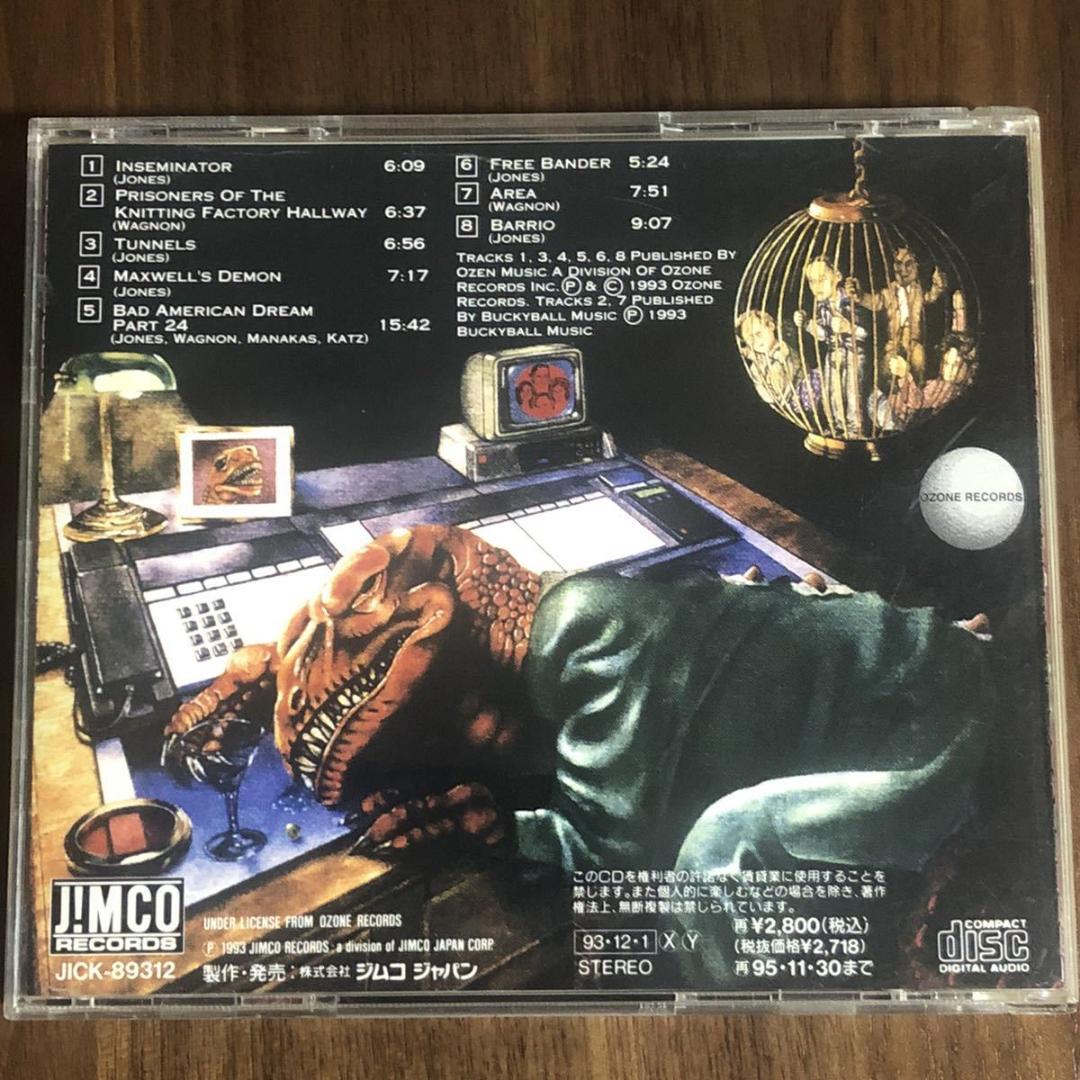 1 INSEMINATOR 6:09
(JONES)
2 PRISONERS OF THE
KNITTING FACTORY HALLWAY 6:37
(WAGNON)
3 TUNNELS 6:56
(JONES)
4 MAXWELL'S DEMON 7:17
(JONES)
5 BAD AMERICAN DREAM
PART 24 15:42
(JONES, WAGNON, MANAKAS, KATZ)
6 FREE BANDER 5:24
(JONES)
7 AREA 7:51
(WAGNON)
8 BARRIO 9:07
(JONES)
TRACKS 1, 3, 4, 5, 6, 8 PUBLISHED BY
OZEN MUSIC A DIVISION OF OZONE
RECORDS INC. Ⓟ & © 1993 OZONE
RECORDS. TRACKS 2, 7 PUBLISHED
BY BUCKYBALL MUSIC Ⓟ 1993
BUCKYBALL MUSIC
OZONE RECORDS
J!MCO
RECORDS
JICK-89312
UNDER LICENSE FROM OZONE RECORDS
Ⓟ 1993 JIMCO RECORDS : a division of JIMCO JAPAN CORP
製作・発売：株式会社 ジムコ ジャパン
このCDを権利者の許諾なく賃貸業に使用することを
禁じます。また個人的に楽しむなどの場合を除き、著作
権法上、無断複製は禁じられています。
93・12・1 X Y
STEREO
再¥2,800(税込)
(税抜価格¥2,718)
再95・11・30まで
COMPACT
disc
DIGITAL AUDIO